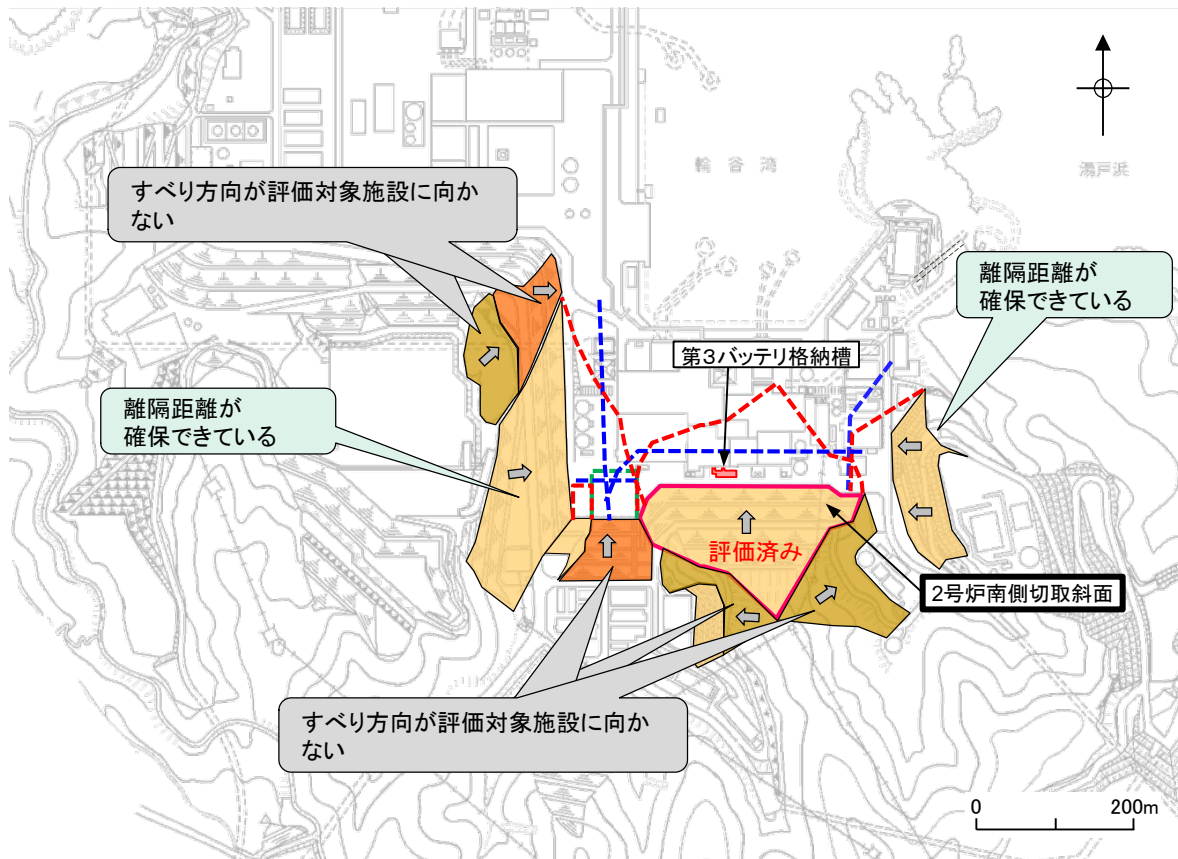 輪谷湾
湯戸浜
すべり方向が評価対象施設に向か
ない
離隔距離が
確保できている
第３バッテリ格納槽
離隔距離が
確保できている
評価済み
2号炉南側切取斜面
すべり方向が評価対象施設に向か
ない
0
200m